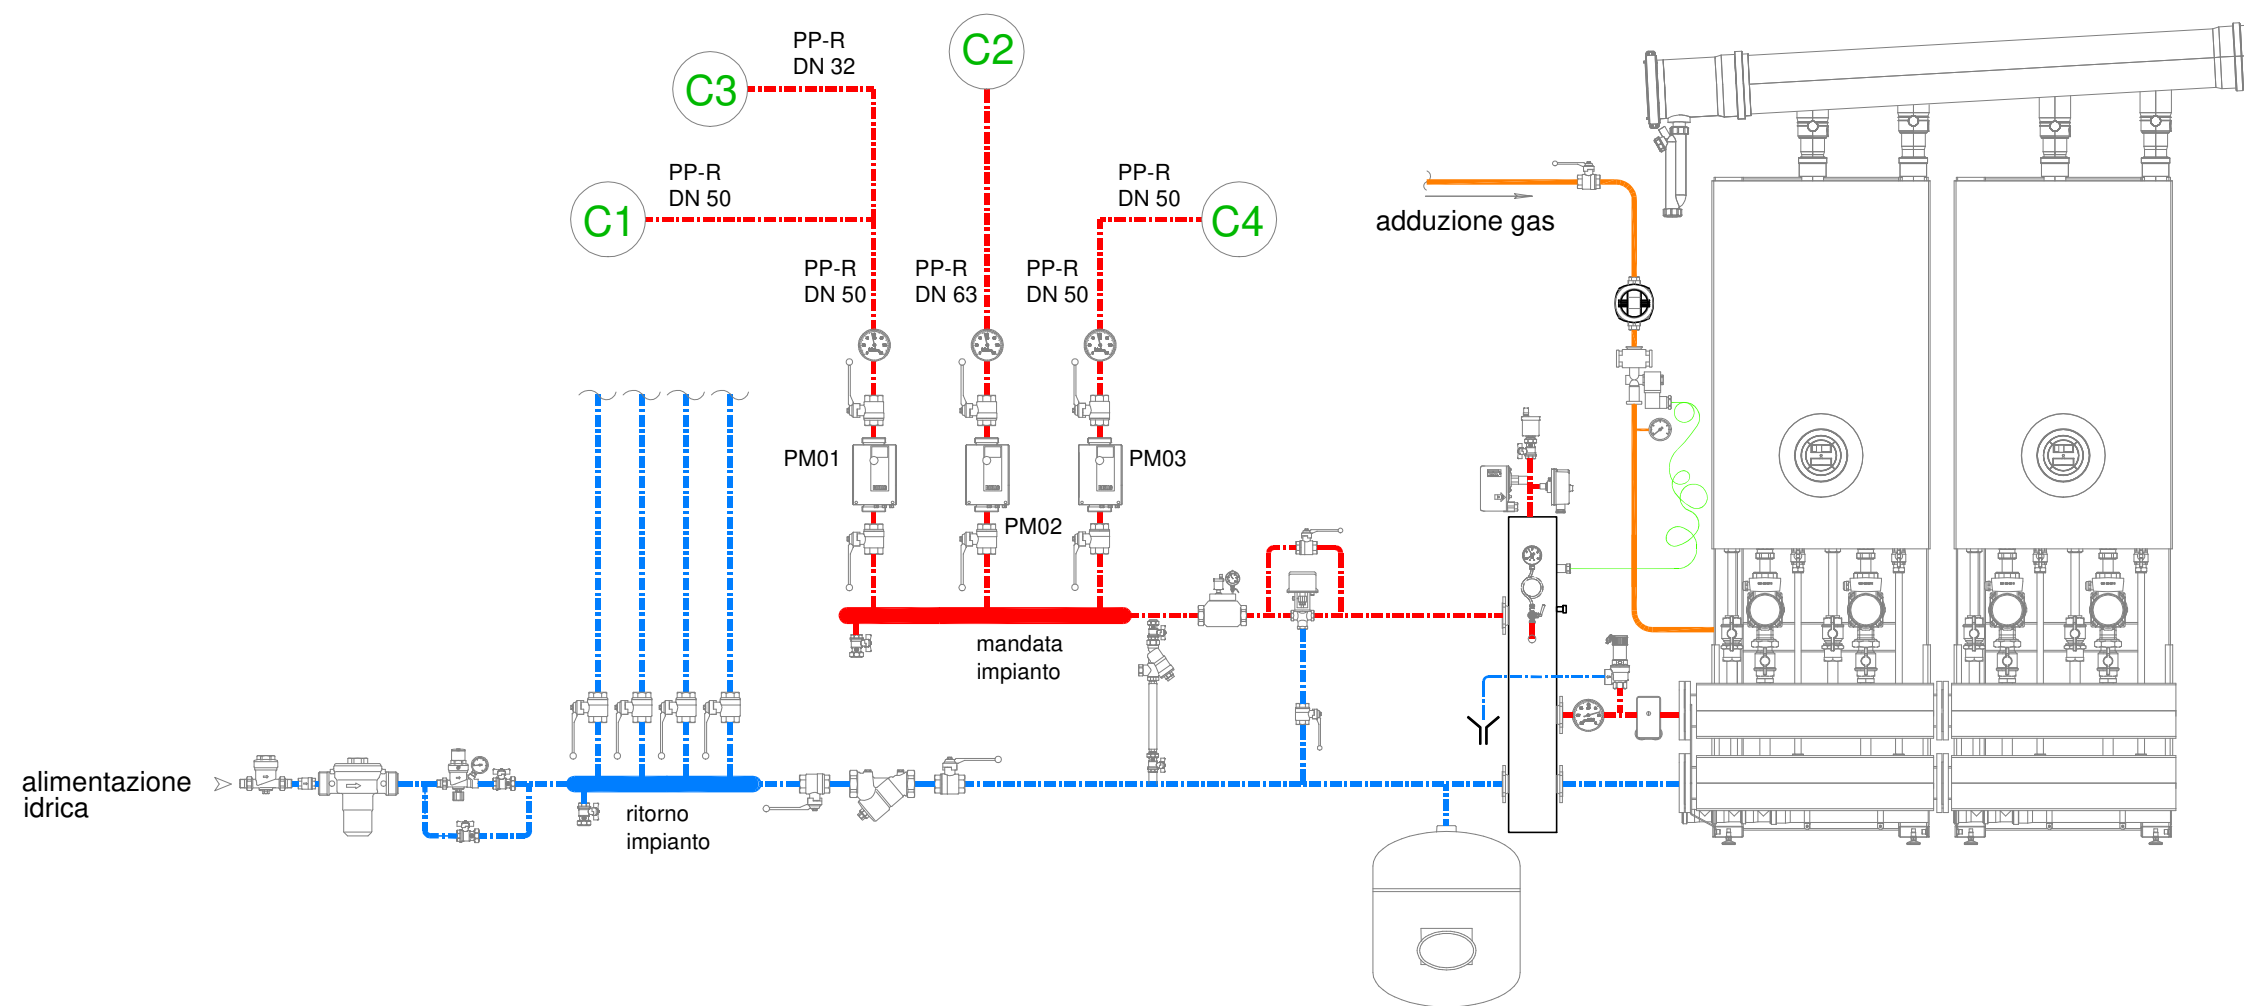 C3
PP-R
DN 32
C2
C1
PP-R
DN 50
PP-R
DN 50
C4
adduzione gas
PP-R
DN 50
PP-R
DN 63
PP-R
DN 50
PM01
PM02
PM03
mandata
impianto
alimentazione
idrica
ritorno
impianto